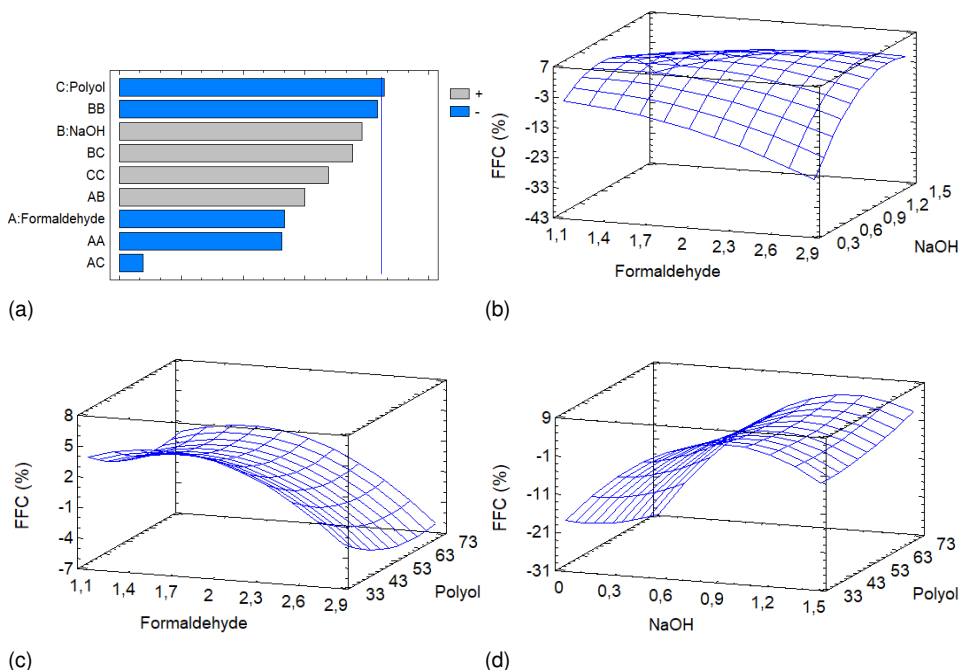 (a)
C:Polyol
BB
B:NaOH
BC
CC
AB
A:Formaldehyde
AA
AC
+
-
(b)
FFC (%)
7
-3
-13
-23
-33
-43
1,1 1,4 1,7 2 2,3 2,6 2,9
Formaldehyde
0,3 0,6 0,9 1,2 1,5
NaOH
(c)
FFC (%)
8
5
2
-1
-4
-7
1,1 1,4 1,7 2 2,3 2,6 2,9
Formaldehyde
33 43 53 63 73
Polyol
(d)
FFC (%)
9
-1
-11
-21
-31
0 0,3 0,6 0,9 1,2 1,5
NaOH
33 43 53 63 73
Polyol